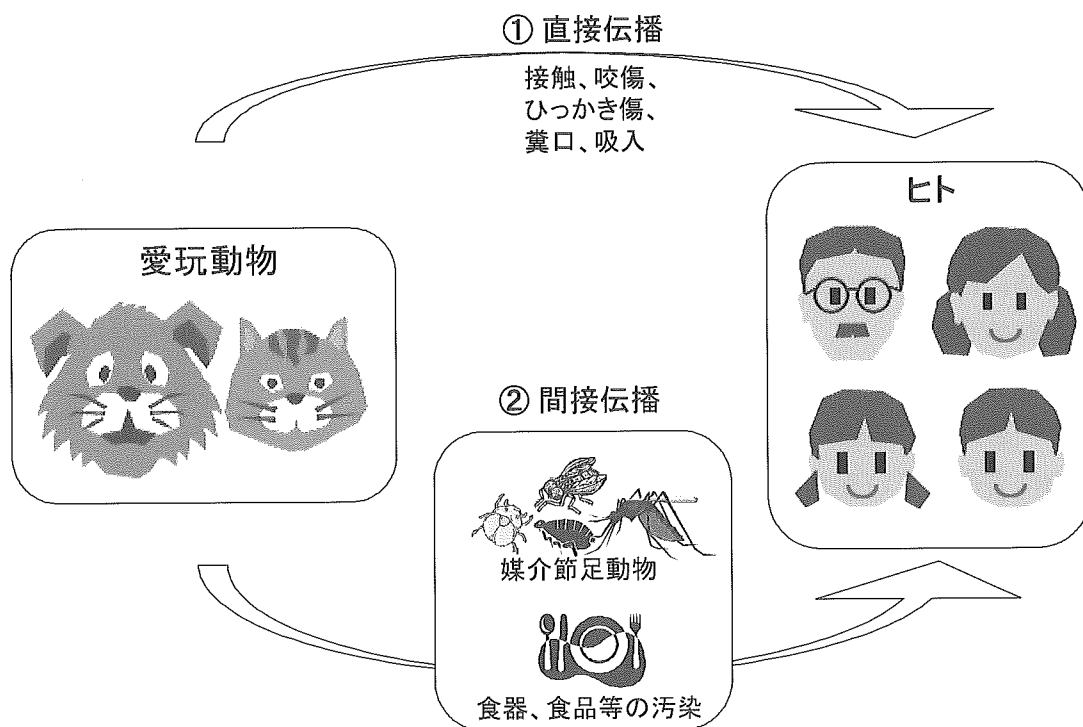 ① 直接伝播
接触、咬傷、
ひっかき傷、
糞口、吸入
ヒト
愛玩動物
② 間接伝播
媒介節足動物
食器、食品等の汚染